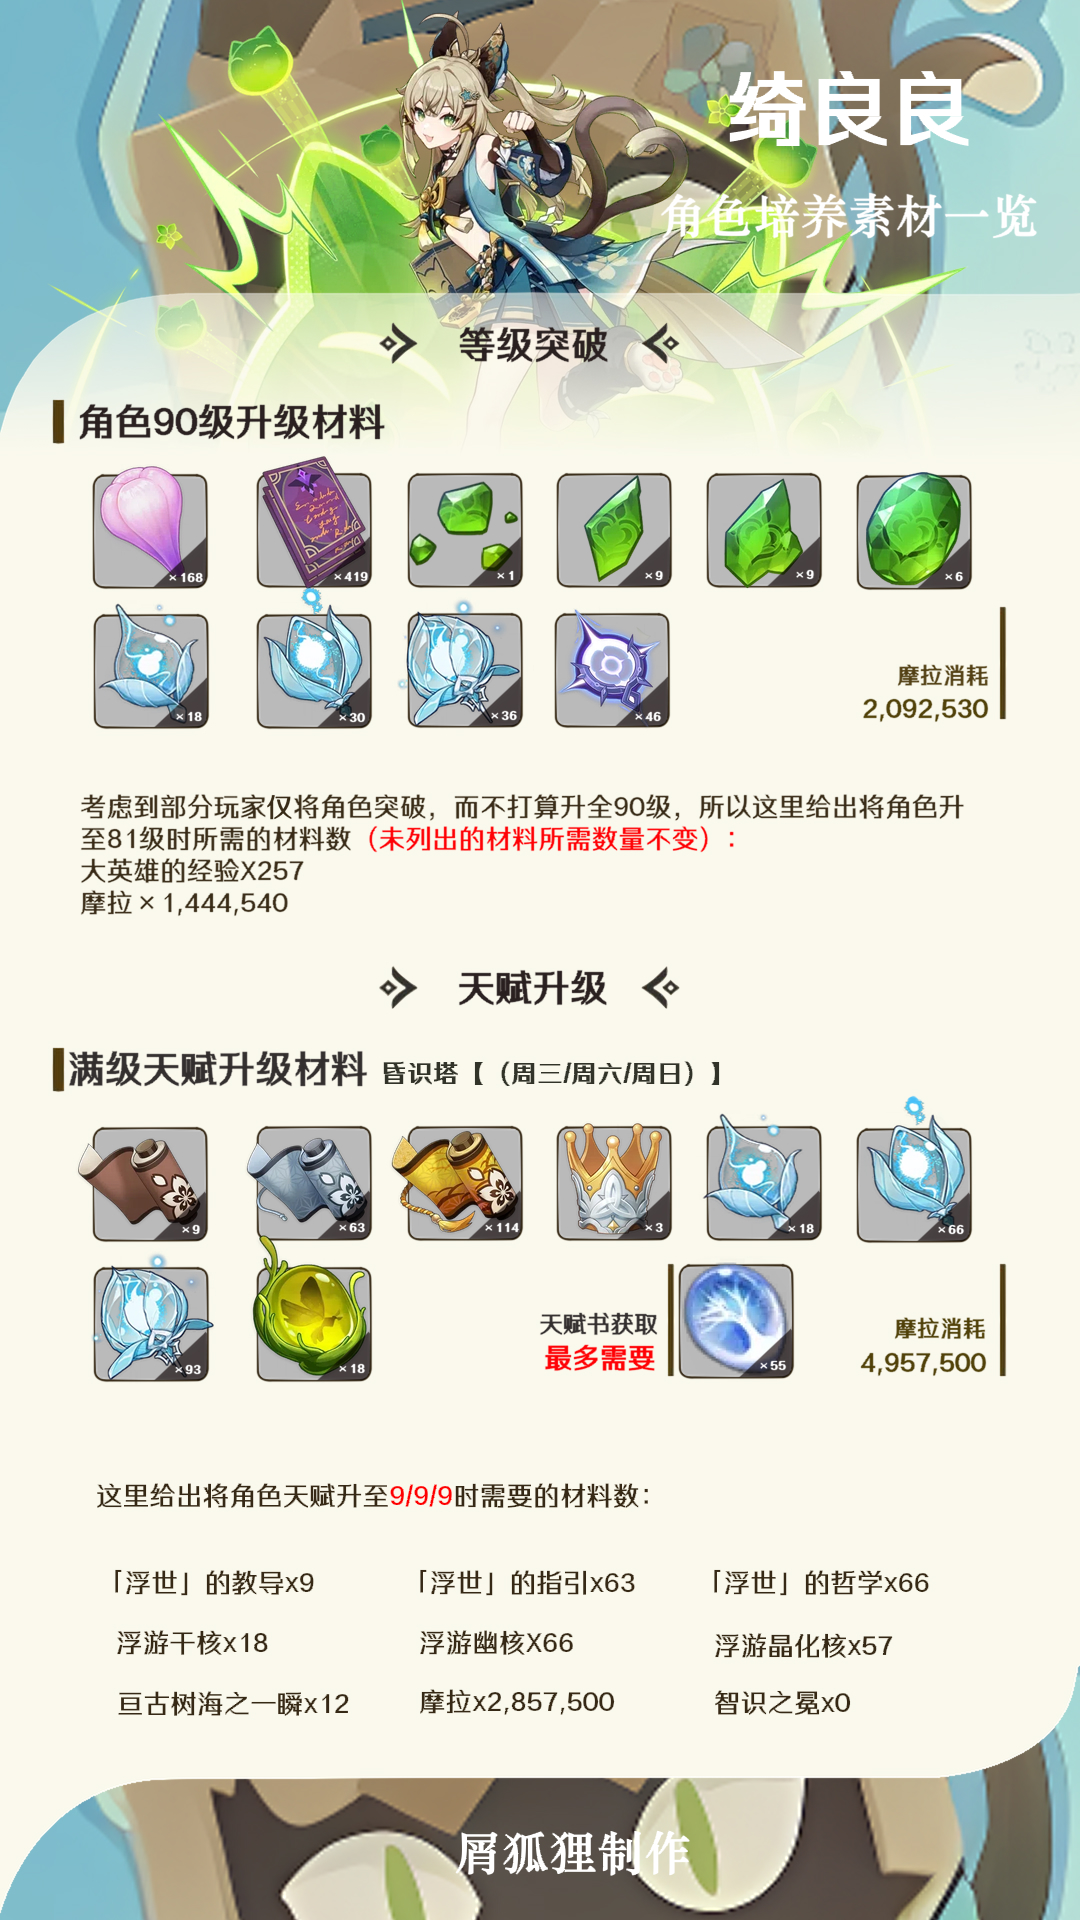 绮良良
角色培养素材一览
等级突破
角色90级升级材料
×168
×419
×1
×9
×9
×6
×18
×30
×36
×46
摩拉消耗
2,092,530
考虑到部分玩家仅将角色突破，而不打算升全90级，所以这里给出将角色升
至81级时所需的材料数（未列出的材料所需数量不变）：
大英雄的经验X257
摩拉×1,444,540
天赋升级
满级天赋升级材料 昏识塔【（周三/周六/周日）】
×9
×63
×114
×3
×18
×66
×93
×18
天赋书获取
最多需要
×55
摩拉消耗
4,957,500
这里给出将角色天赋升至9/9/9时需要的材料数：
「浮世」的教导x9 「浮世」的指引x63 「浮世」的哲学x66
浮游干核x18 浮游幽核X66 浮游晶化核x57
亘古树海之一瞬x12 摩拉x2,857,500 智识之冕x0
屑狐狸制作